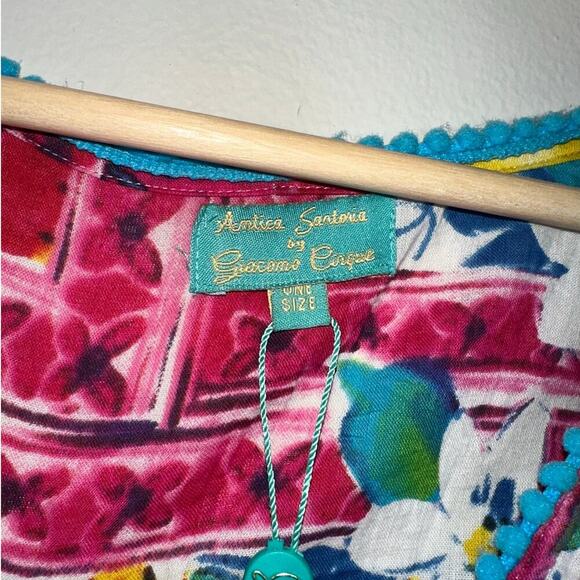 Antica Sartoria
by
Giacomo Cinque
ONE
SIZE